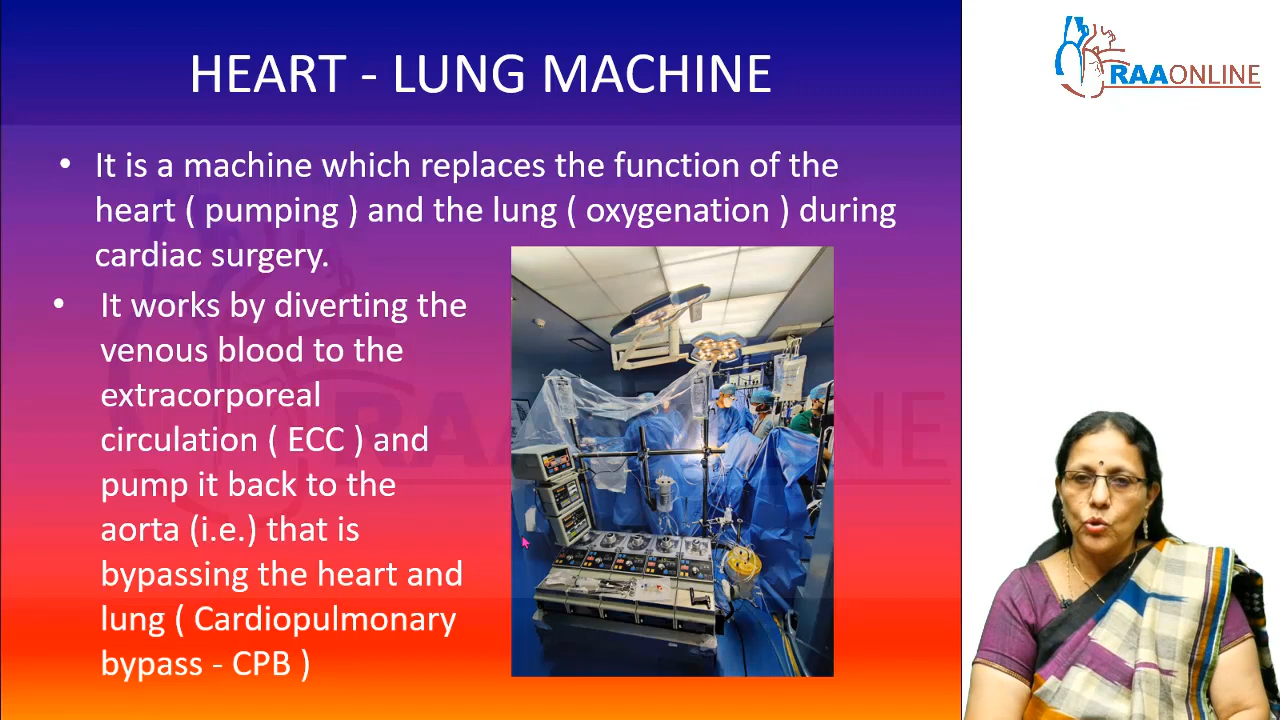 HEART - LUNG MACHINE
RAAONLINE
• It is a machine which replaces the function of the
heart ( pumping ) and the lung ( oxygenation ) during
cardiac surgery.
• It works by diverting the
venous blood to the
extracorporeal
circulation ( ECC ) and
pump it back to the
aorta (i.e.) that is
bypassing the heart and
lung ( Cardiopulmonary
bypass - CPB )
RAAONLINE